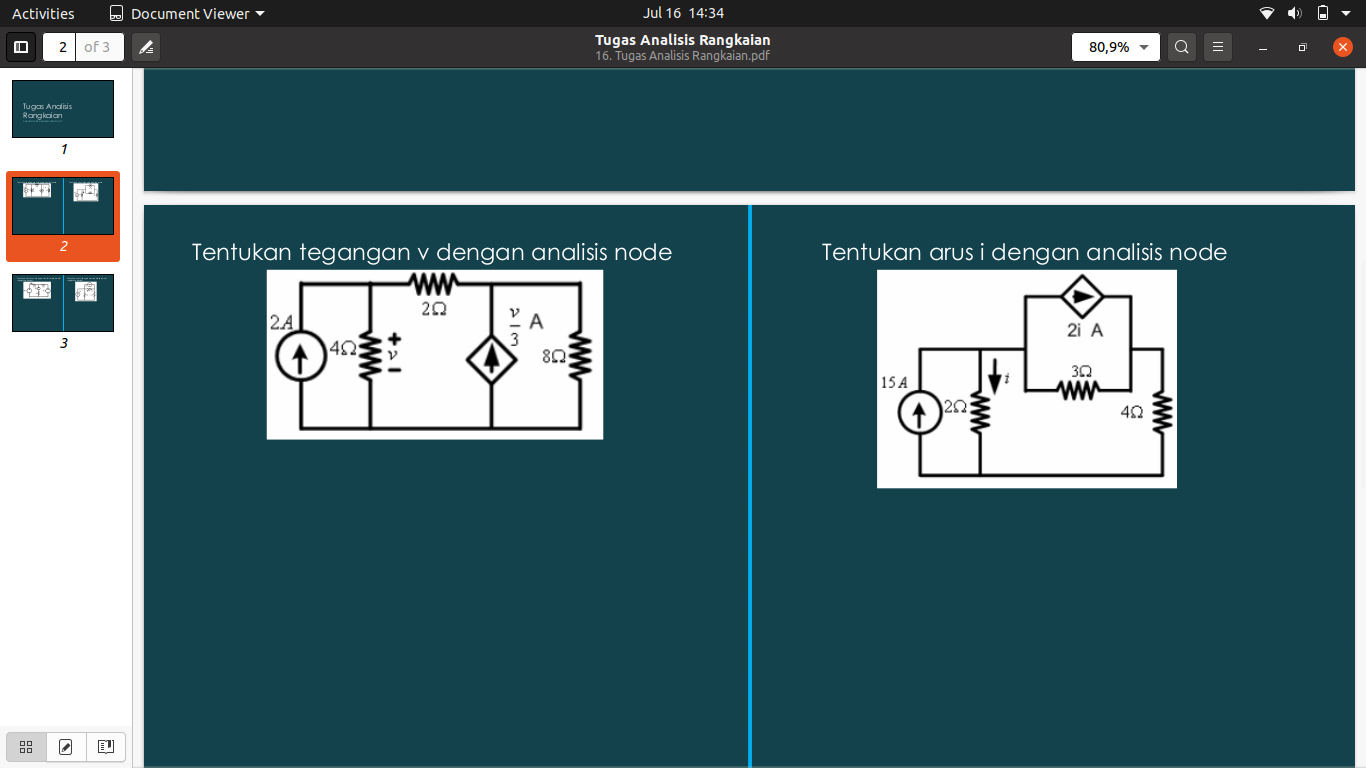 Activities
Document Viewer
Jul 16 14:34
2
of 3
Tugas Analisis Rangkaian
16. Tugas Analisis Rangkaian.pdf
80,9%
Tugas Analisis
Rangkaian
1
2
3
Tentukan tegangan v dengan analisis node
2A
4Ω
+
v
−
2Ω
v
3
A
8Ω
Tentukan arus i dengan analisis node
15A
2Ω
i
2i A
3Ω
4Ω